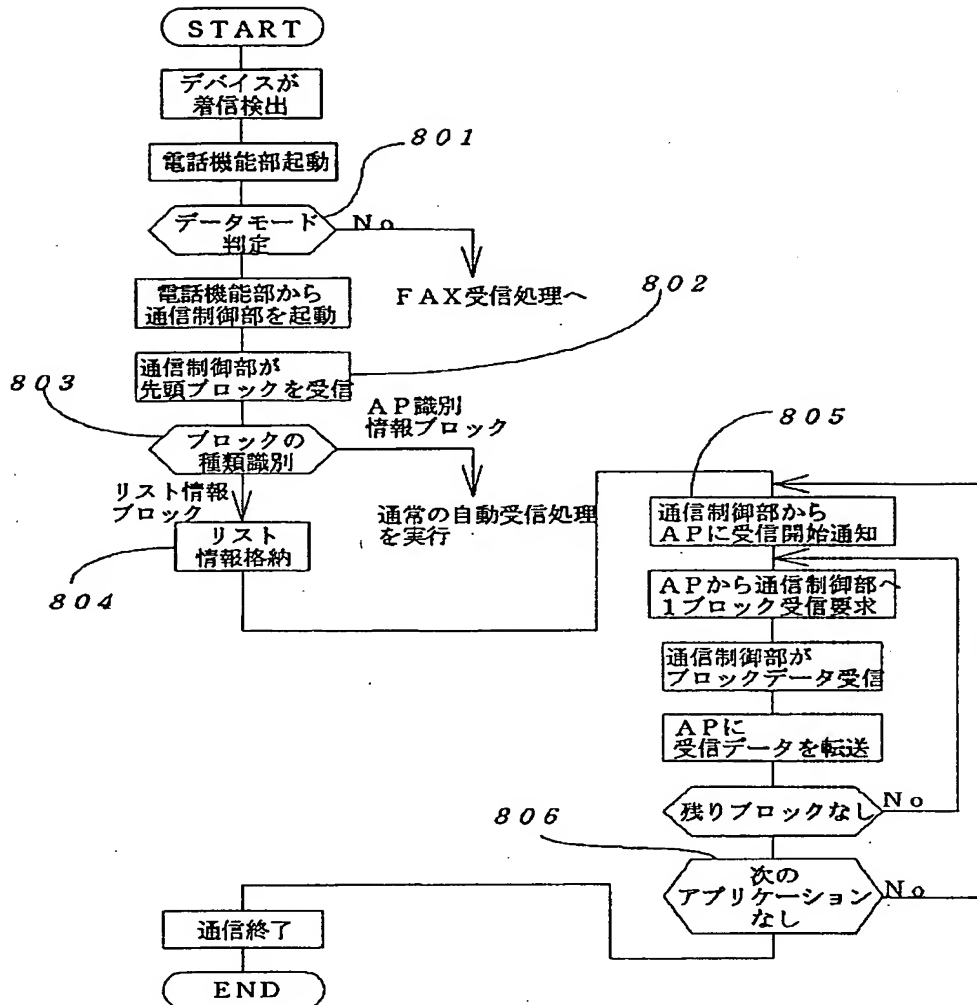 START
デバイスが
着信検出
801
電話機能部起動
データモード
判定
No
FAX受信処理へ
電話機能部から
通信制御部を起動
802
通信制御部が
先頭ブロックを受信
803
AP識別
情報ブロック
ブロックの
種類識別
リスト情報
ブロック
通常の自動受信処理
を実行
リスト
情報格納
804
805
通信制御部から
APに受信開始通知
APから通信制御部へ
1ブロック受信要求
通信制御部が
ブロックデータ受信
APに
受信データを転送
残りブロックなし
No
806
次の
アプリケーション
なし
No
通信終了
END